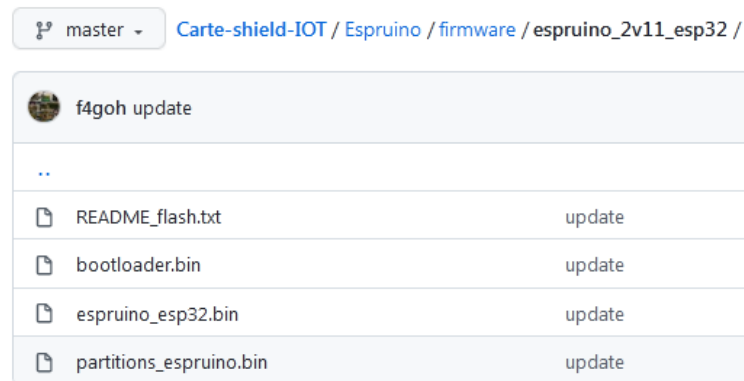 master Carte-shield-IOT / Espruino / firmware / espruino_2v11_esp32 /
f4goh update
..
README_flash.txt update
bootloader.bin update
espruino_esp32.bin update
partitions_espruino.bin update